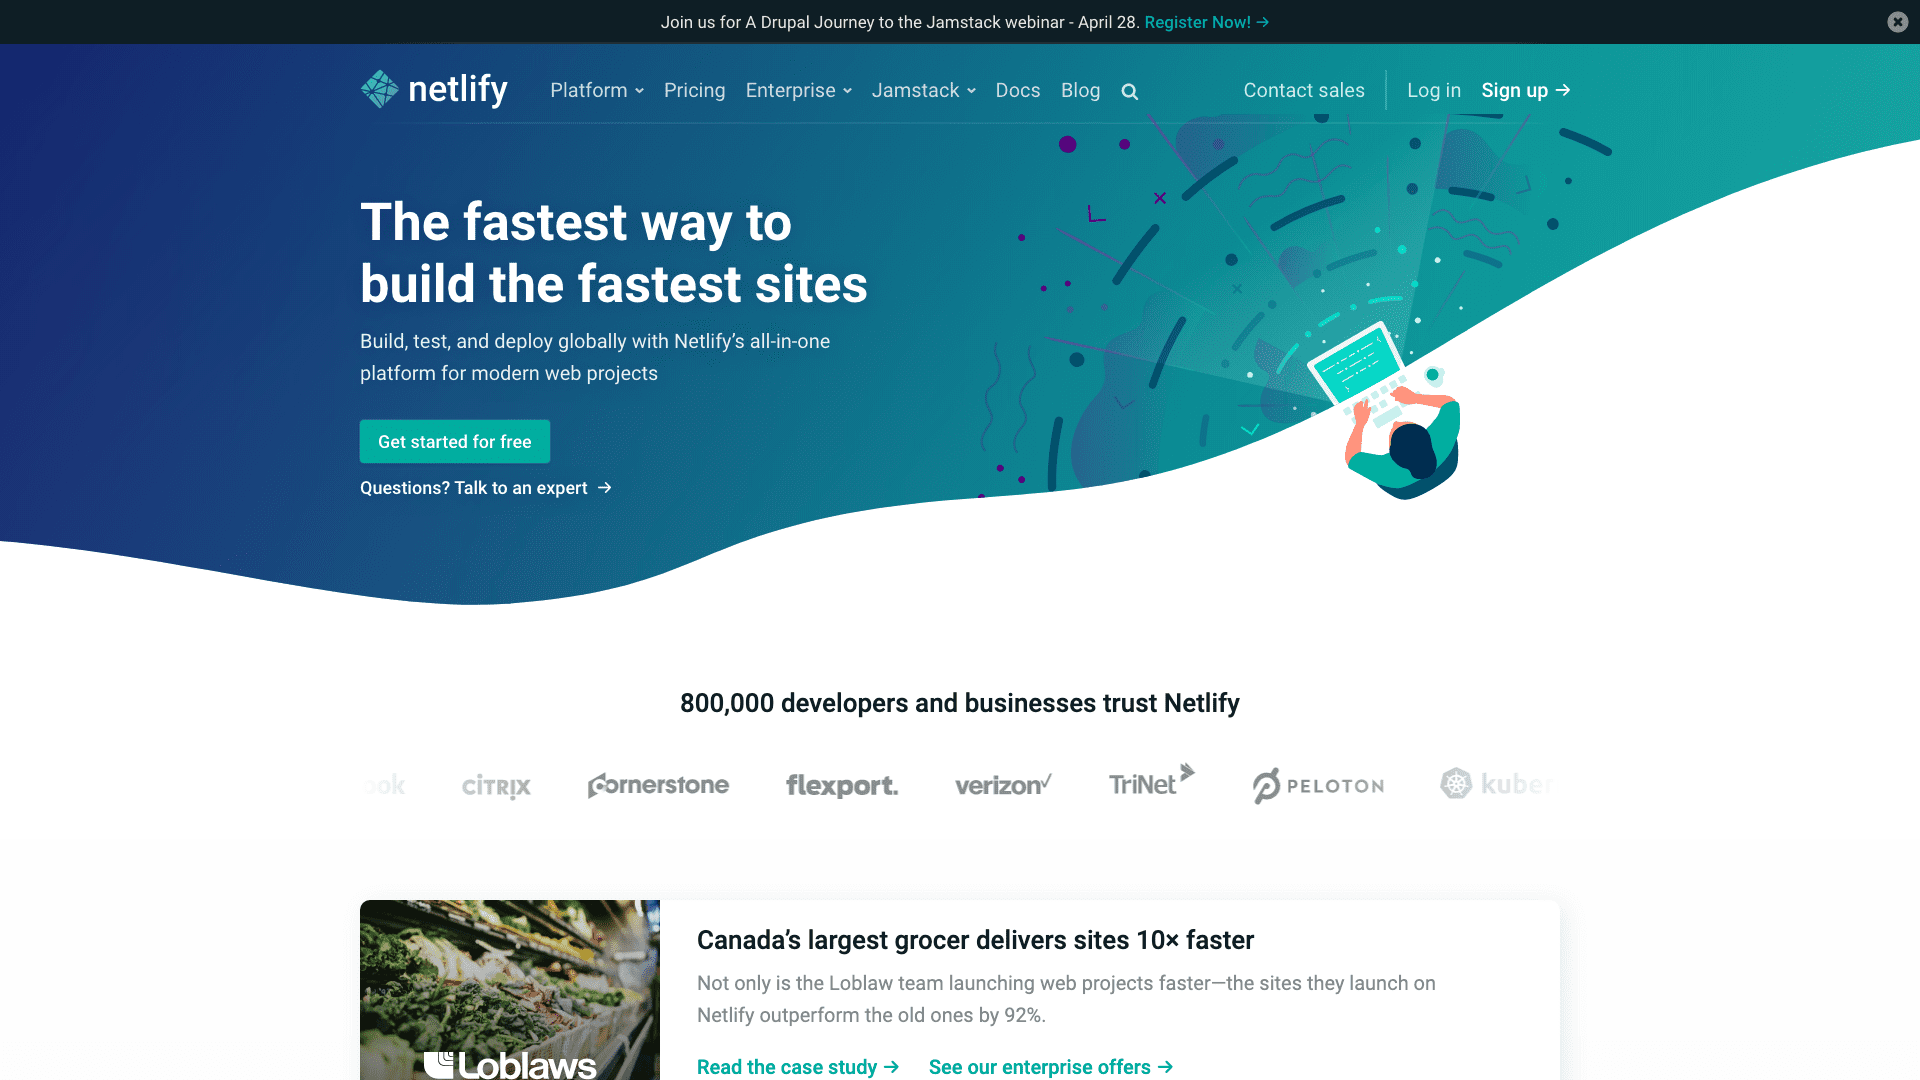 Join us for A Drupal Journey to the Jamstack webinar - April 28. Register Now! →
netlify
Platform
Pricing
Enterprise
Jamstack
Docs
Blog
Contact sales
Log in
Sign up →
The fastest way to
build the fastest sites
Build, test, and deploy globally with Netlify’s all-in-one
platform for modern web projects
Get started for free
Questions? Talk to an expert →
800,000 developers and businesses trust Netlify
ook
CİTRIX
Cornerstone
flexport.
verizon✓
TriNet
PELOTON
kuber
Canada’s largest grocer delivers sites 10× faster
Not only is the Loblaw team launching web projects faster—the sites they launch on
Netlify outperform the old ones by 92%.
Loblaws
Read the case study →
See our enterprise offers →